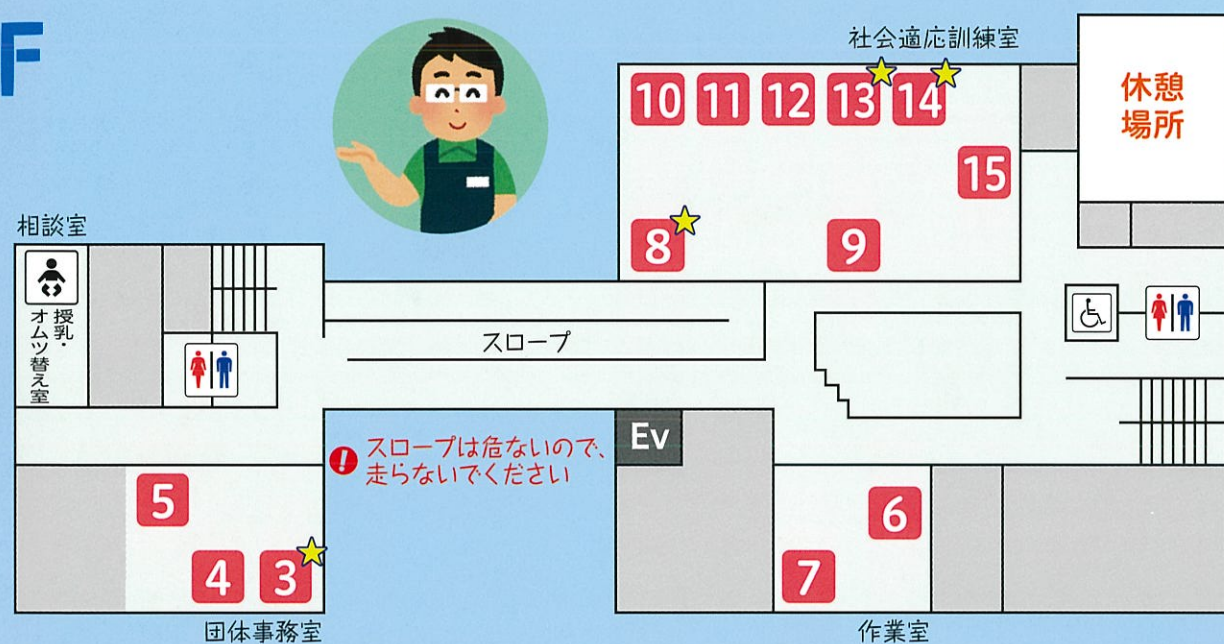 F
社会適応訓練室
休憩
場所
10 11 12 13 14
15
8 9
相談室
授乳・
オムツ替え室
スロープ
スロープは危ないので、
走らないでください
Ev
5
4 3
団体事務室
6
7
作業室